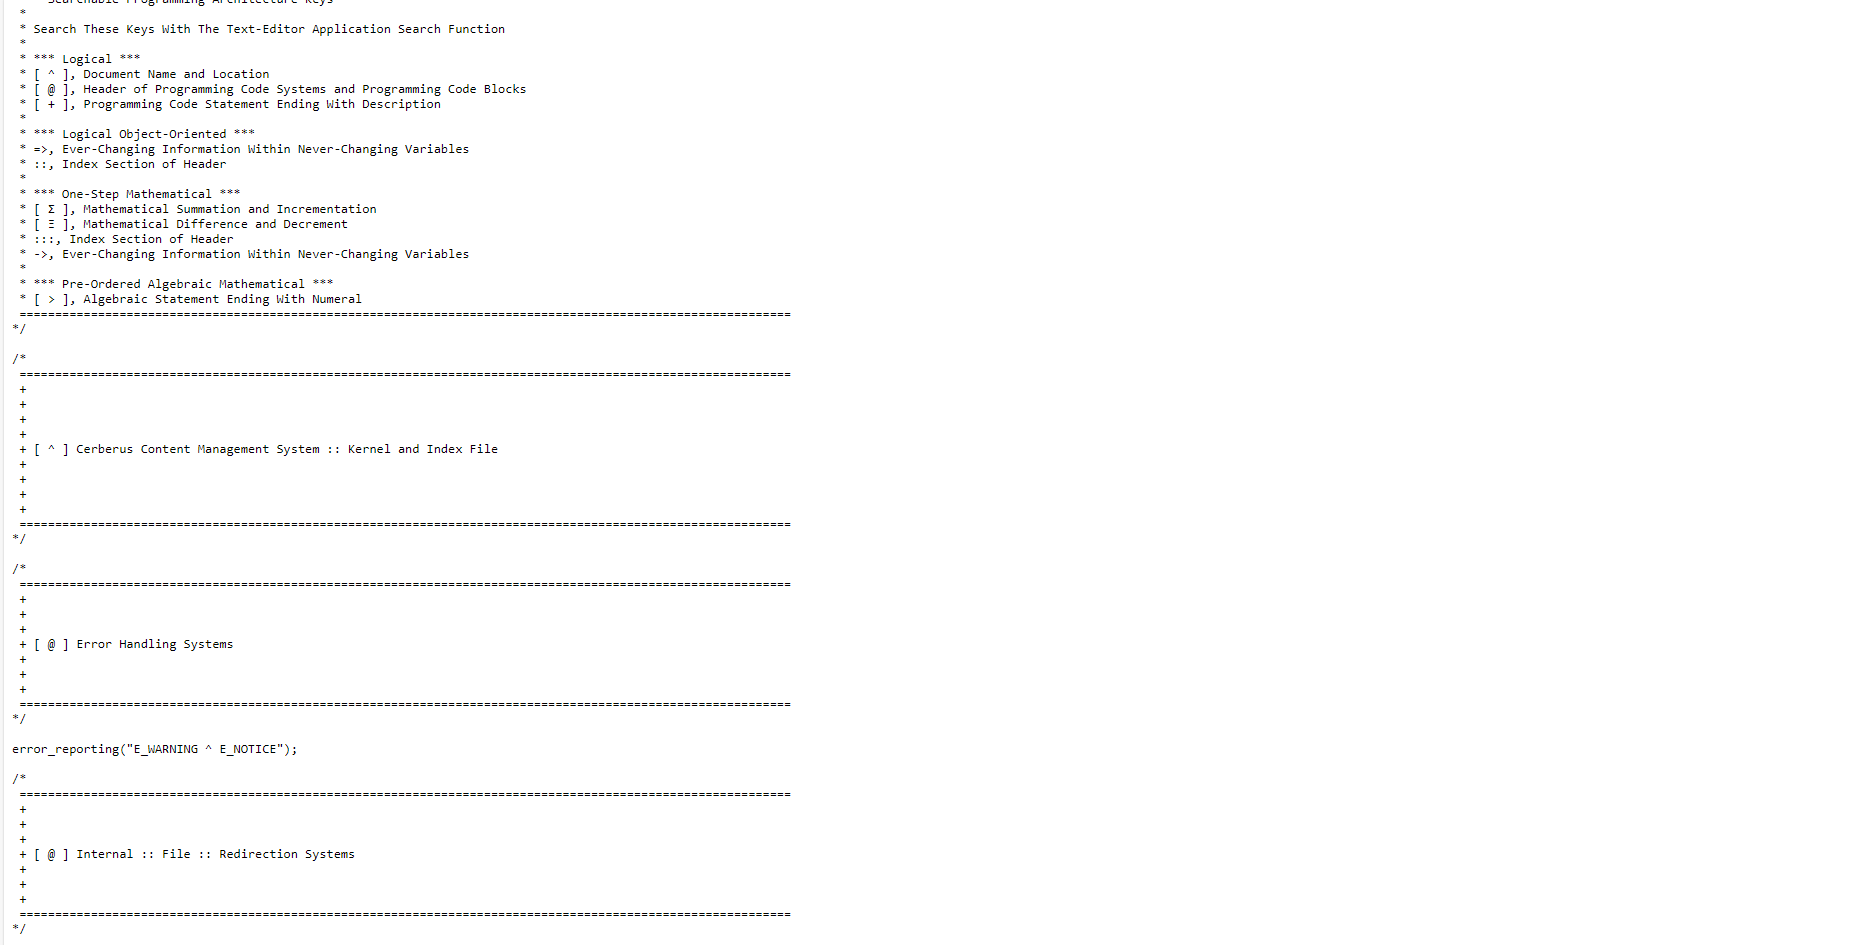 Searchable Programming Architecture Keys
*
* Search These Keys With The Text-Editor Application Search Function
*
* *** Logical ***
* [ ^ ], Document Name and Location
* [ @ ], Header of Programming Code Systems and Programming Code Blocks
* [ + ], Programming Code Statement Ending With Description
*
* *** Logical Object-Oriented ***
* =>, Ever-Changing Information Within Never-Changing Variables
* ::, Index Section of Header
*
* *** One-Step Mathematical ***
* [ Σ ], Mathematical Summation and Incrementation
* [ Ξ ], Mathematical Difference and Decrement
* :::, Index Section of Header
* ->, Ever-Changing Information Within Never-Changing Variables
*
* *** Pre-Ordered Algebraic Mathematical ***
* [ > ], Algebraic Statement Ending With Numeral
============================================================================================================
*/
/*
============================================================================================================
+
+
+
+
+ [ ^ ] Cerberus Content Management System :: Kernel and Index File
+
+
+
+
============================================================================================================
*/
/*
============================================================================================================
+
+
+
+ [ @ ] Error Handling Systems
+
+
+
============================================================================================================
*/
error_reporting("E_WARNING ^ E_NOTICE");
/*
============================================================================================================
+
+
+
+ [ @ ] Internal :: File :: Redirection Systems
+
+
+
============================================================================================================
*/